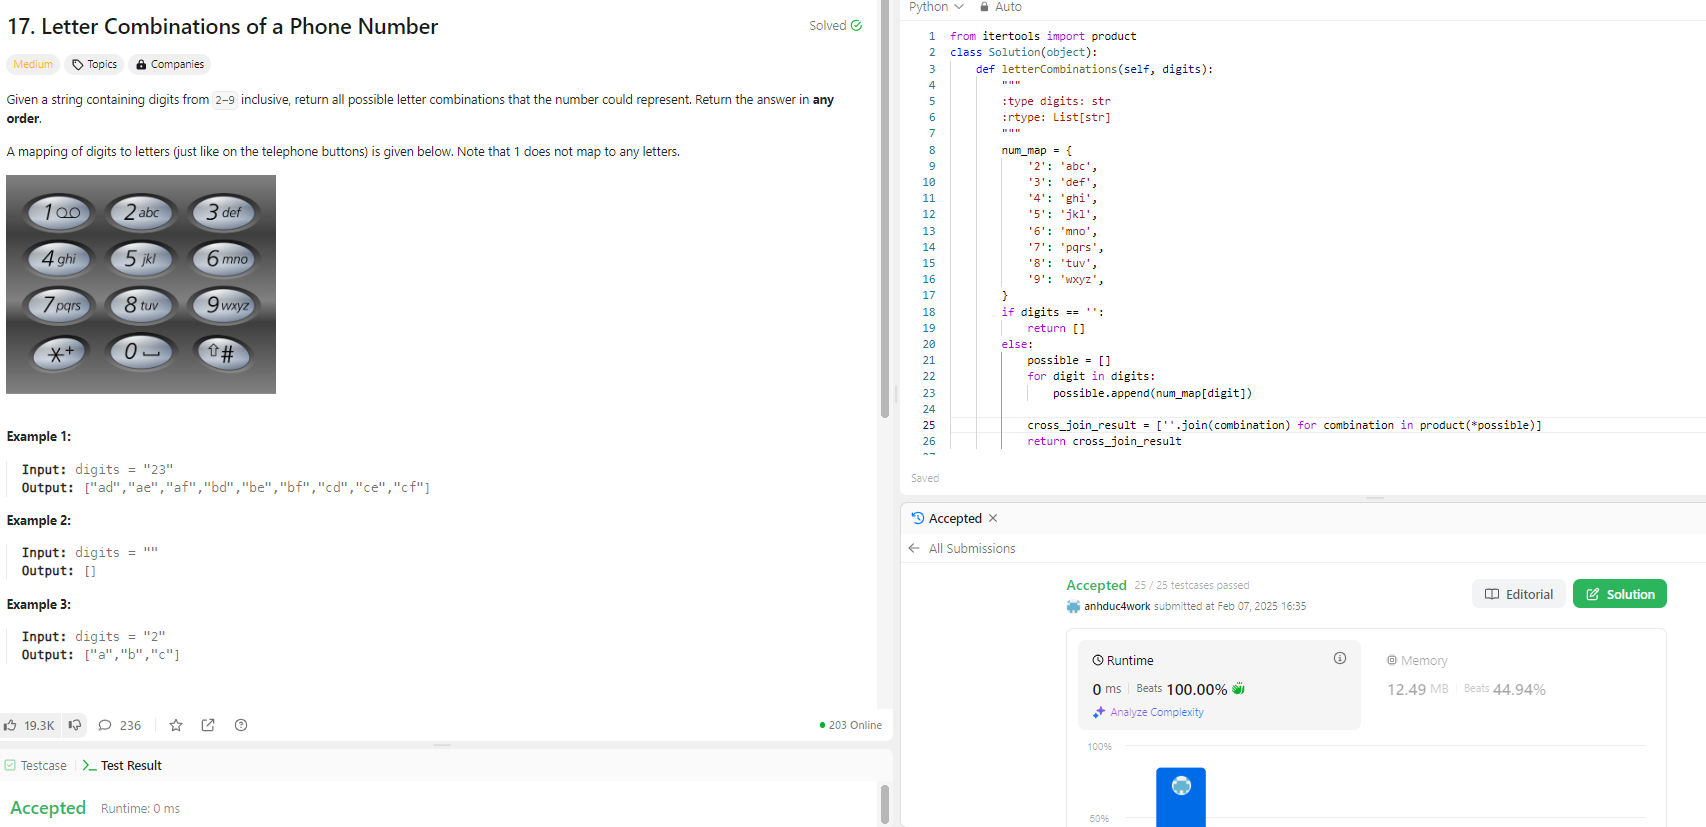 17. Letter Combinations of a Phone Number
Solved
Medium
Topics
Companies
Given a string containing digits from 2-9 inclusive, return all possible letter combinations that the number could represent. Return the answer in any
order.
A mapping of digits to letters (just like on the telephone buttons) is given below. Note that 1 does not map to any letters.
1 2 abc 3 def
4 ghi 5 jkl 6 mno
7 pqrs 8 tuv 9 wxyz
*+ 0 #
Example 1:
Input: digits = "23"
Output: ["ad","ae","af","bd","be","bf","cd","ce","cf"]
Example 2:
Input: digits = ""
Output: []
Example 3:
Input: digits = "2"
Output: ["a","b","c"]
19.3K
236
203 Online
Testcase
Test Result
Accepted Runtime: 0 ms
Python
Auto
1 from itertools import product
2 class Solution(object):
3 def letterCombinations(self, digits):
4 """
5 :type digits: str
6 :rtype: List[str]
7 """
8 num_map = {
9 '2': 'abc',
10 '3': 'def',
11 '4': 'ghi',
12 '5': 'jkl',
13 '6': 'mno',
14 '7': 'pqrs',
15 '8': 'tuv',
16 '9': 'wxyz',
17 }
18 if digits == '':
19 return []
20 else:
21 possible = []
22 for digit in digits:
23 possible.append(num_map[digit])
24
25 cross_join_result = [''.join(combination) for combination in product(*possible)]
26 return cross_join_result
Saved
Accepted
All Submissions
Accepted 25 / 25 testcases passed
anhduc4work submitted at Feb 07, 2025 16:35
Editorial
Solution
Runtime
0 ms Beats 100.00%
Analyze Complexity
Memory
12.49 MB Beats 44.94%
100%
50%